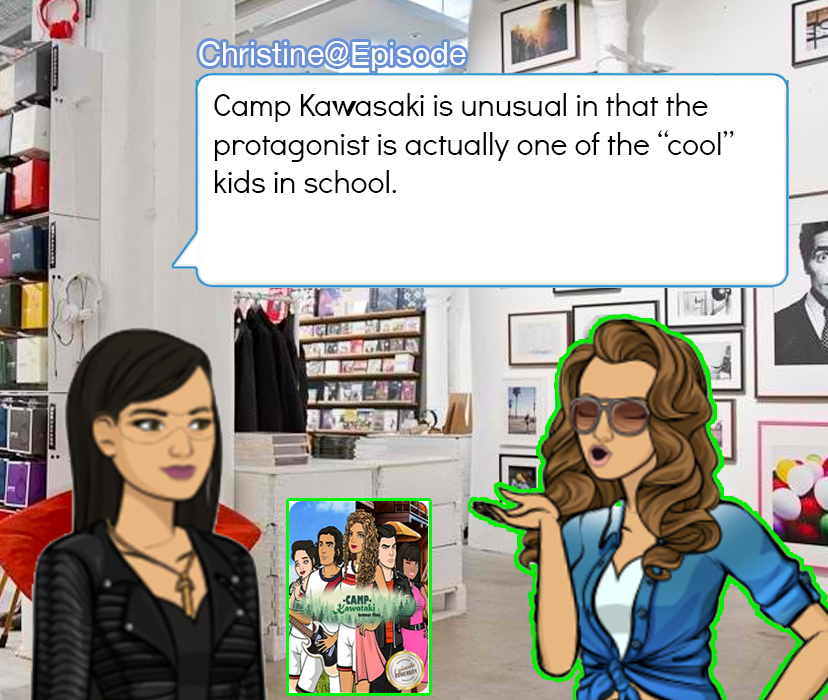 Christine@Episode
Camp Kawasaki is unusual in that the
protagonist is actually one of the “cool”
kids in school.
-CAMP-
Kawataki